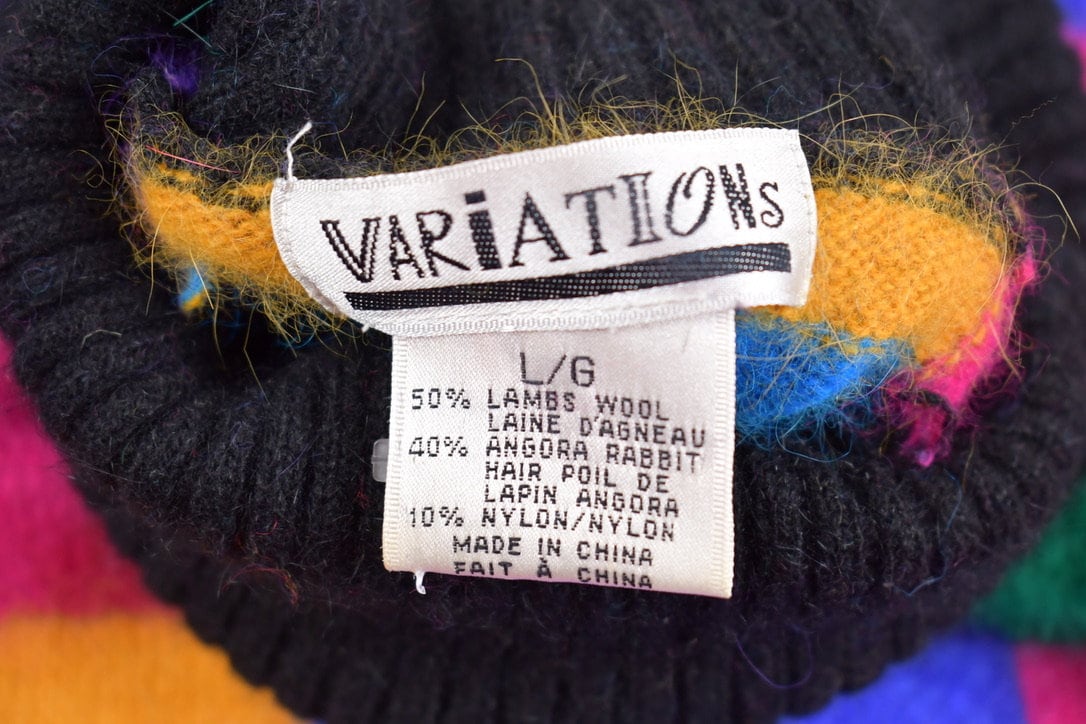 VARiATIONs
L/G
50% LAMBS WOOL
LAINE D'AGNEAU
40% ANGORA RABBIT
HAIR POIL DE
LAPIN ANGORA
10% NYLON/NYLON
MADE IN CHINA
FAIT À CHINA